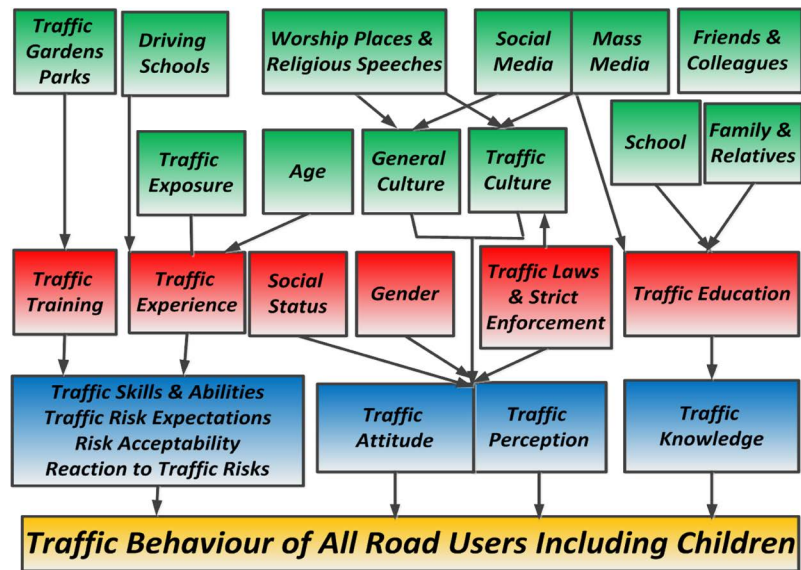 Traffic
Gardens
Parks
Driving
Schools
Worship Places &
Religious Speeches
Social
Media
Mass
Media
Friends &
Colleagues
Traffic
Exposure
Age
General
Culture
Traffic
Culture
School
Family &
Relatives
Traffic
Training
Traffic
Experience
Social
Status
Gender
Traffic Laws
& Strict
Enforcement
Traffic Education
Traffic Skills & Abilities
Traffic Risk Expectations
Risk Acceptability
Reaction to Traffic Risks
Traffic
Attitude
Traffic
Perception
Traffic
Knowledge
Traffic Behaviour of All Road Users Including Children